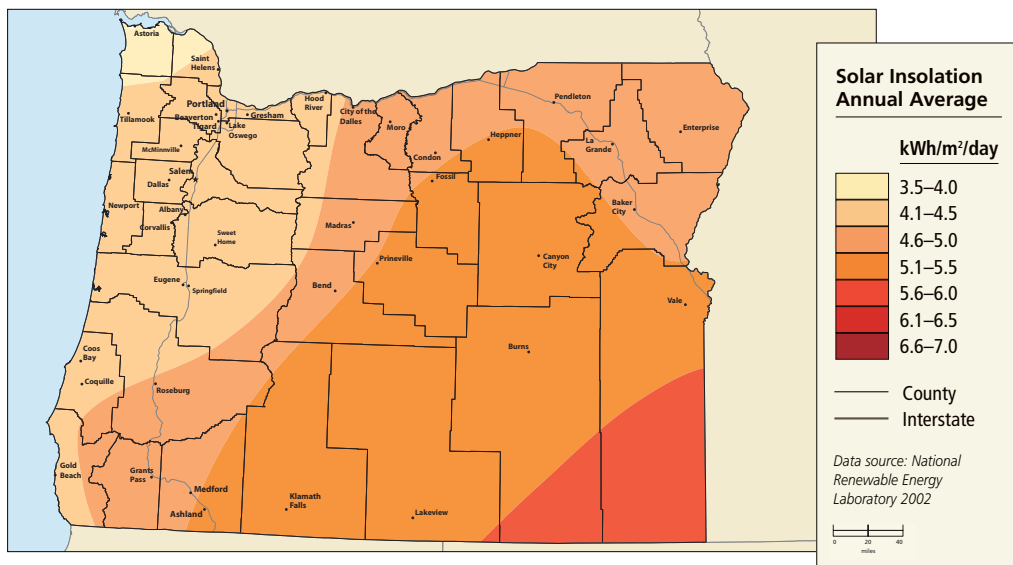 Astoria
Saint
Helens
Portland
Beaverton
Tigard
Gresham
Lake
Oswego
Hood
River
City of the
Dalles
Moro
Condon
Pendleton
Heppner
La
Grande
Enterprise
Tillamook
McMinnville
Dallas
Salem
Fossil
Baker
City
Newport
Albany
Corvallis
Sweet
Home
Madras
Prineville
Canyon
City
Eugene
Springfield
Bend
Vale
Coos
Bay
Burns
Coquille
Roseburg
Gold
Beach
Grants
Pass
Medford
Ashland
Klamath
Falls
Lakeview
Solar Insolation
Annual Average
kWh/m²/day
3.5–4.0
4.1–4.5
4.6–5.0
5.1–5.5
5.6–6.0
6.1–6.5
6.6–7.0
County
Interstate
Data source: National
Renewable Energy
Laboratory 2002
0 20 40
miles